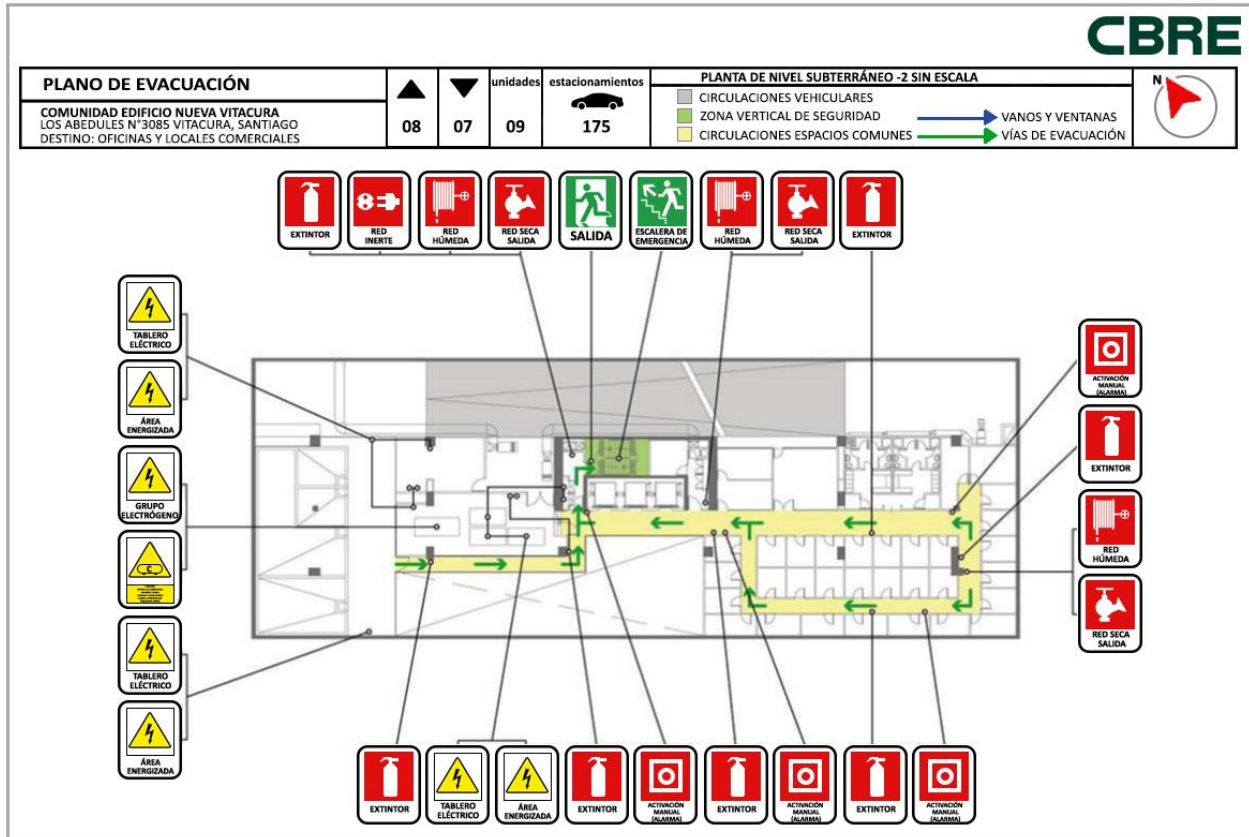 CBRE
PLANO DE EVACUACIÓN
COMUNIDAD EDIFICIO NUEVA VITACURA
LOS ABEDULES N°3085 VITACURA, SANTIAGO
DESTINO: OFICINAS Y LOCALES COMERCIALES
08
07
unidades
09
estacionamientos
175
PLANTA DE NIVEL SUBTERRÁNEO -2 SIN ESCALA
CIRCULACIONES VEHICULARES
ZONA VERTICAL DE SEGURIDAD
VANOS Y VENTANAS
CIRCULACIONES ESPACIOS COMUNES
VÍAS DE EVACUACIÓN
N
EXTINTOR
RED
INERTE
RED
HÚMEDA
RED SECA
SALIDA
SALIDA
ESCALERA DE
EMERGENCIA
RED
HÚMEDA
RED SECA
SALIDA
EXTINTOR
TABLERO
ELÉCTRICO
ÁREA
ENERGIZADA
GRUPO
ELECTRÓGENO
TABLERO
ELÉCTRICO
ÁREA
ENERGIZADA
ACTIVACIÓN
MANUAL
(ALARMA)
EXTINTOR
RED
HÚMEDA
RED SECA
SALIDA
EXTINTOR
TABLERO
ELÉCTRICO
ÁREA
ENERGIZADA
EXTINTOR
ACTIVACIÓN
MANUAL
(ALARMA)
EXTINTOR
ACTIVACIÓN
MANUAL
(ALARMA)
EXTINTOR
ACTIVACIÓN
MANUAL
(ALARMA)